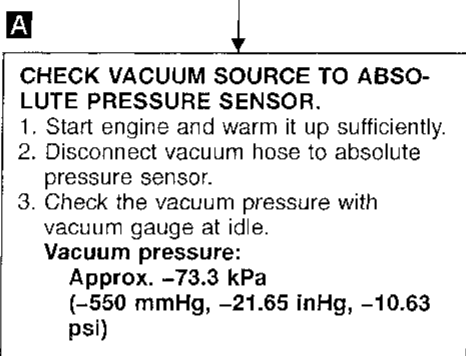 A
CHECK VACUUM SOURCE TO ABSO-
LUTE PRESSURE SENSOR.
1. Start engine and warm it up sufficiently.
2. Disconnect vacuum hose to absolute
pressure sensor.
3. Check the vacuum pressure with
vacuum gauge at idle.
Vacuum pressure:
Approx. –73.3 kPa
(–550 mmHg, –21.65 inHg, –10.63
psi)